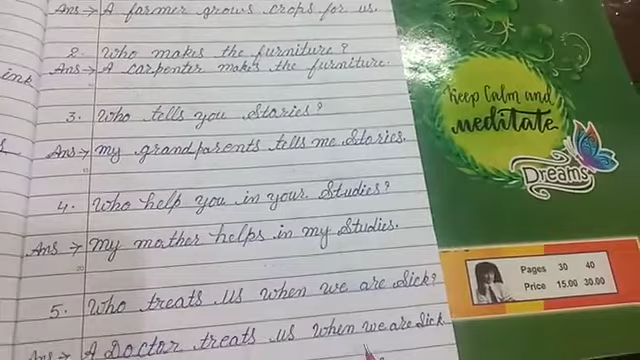 Ans → A farmer grows crops for us.
2. Who makes the furniture?
Ans → A carpenter makes the furniture.
3. Who tells you Stories?
Ans → my grandparents tells me Stories.
4. Who help you in your Studies?
Ans → my mother helps in my Studies.
5. Who treats us when we are Sick?
Ans → A Doctor treats us when we are Sick
ink
Keep Calm and
meditate
Dreams
Pages 30 40
Price 15.00 30.00